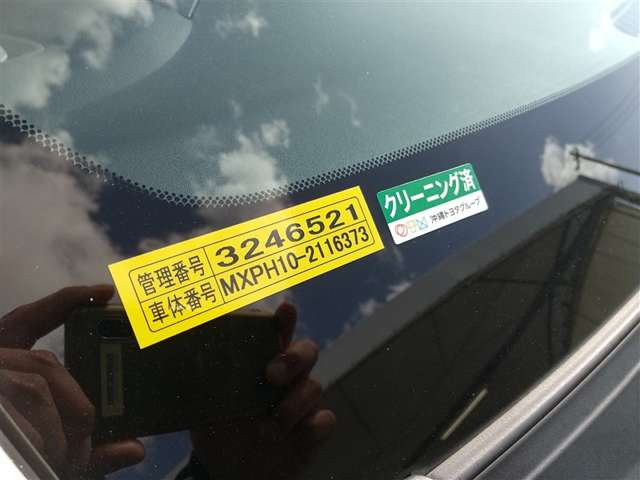 管理番号 3246521
車体番号 MXPH10-2116373
クリーニング済
沖縄トヨタグループ